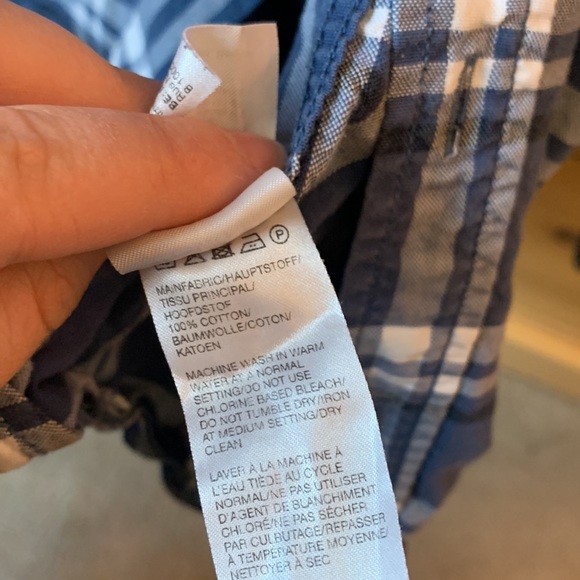 BE
Rue
B 100
P
MAINFABRIC/HAUPTSTOFF/
TISSU PRINCIPAL/
HOOFDSTOF
100% COTTON/
BAUMWOLLE/COTON/
KATOEN
MACHINE WASH IN WARM
WATER AT A NORMAL
SETTING/DO NOT USE
CHLORINE BASED BLEACH/
DO NOT TUMBLE DRY/IRON
AT MEDIUM SETTING/DRY
CLEAN
LAVER À LA MACHINE À
L'EAU TIÈDE AU CYCLE
NORMAL/NE PAS UTILISER
D'AGENT DE BLANCHIMENT
CHLORÉ/NE PAS SÉCHER
PAR CULBUTAGE/REPASSER
À TEMPÉRATURE MOYENNE/
NETTOYER À SEC